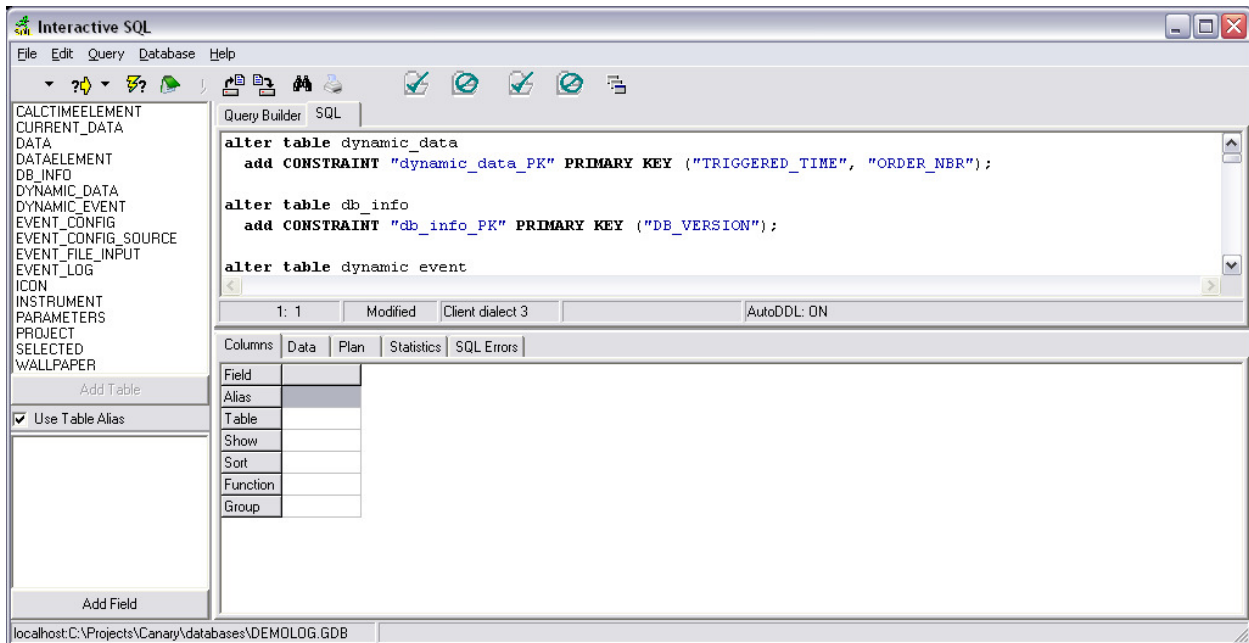 Interactive SQL
File Edit Query Database Help
CALCTIMEELEMENT
CURRENT_DATA
DATA
DATAELEMENT
DB_INFO
DYNAMIC_DATA
DYNAMIC_EVENT
EVENT_CONFIG
EVENT_CONFIG_SOURCE
EVENT_FILE_INPUT
EVENT_LOG
ICON
INSTRUMENT
PARAMETERS
PROJECT
SELECTED
WALLPAPER
Add Table
Use Table Alias
Add Field
Query Builder SQL
alter table dynamic_data
add CONSTRAINT "dynamic_data_PK" PRIMARY KEY ("TRIGGERED_TIME", "ORDER_NBR");
alter table db_info
add CONSTRAINT "db_info_PK" PRIMARY KEY ("DB_VERSION");
alter table dynamic_event
1: 1 Modified Client dialect 3 AutoDDL: ON
Columns Data Plan Statistics SQL Errors
Field
Alias
Table
Show
Sort
Function
Group
localhost:C:\Projects\Canary\databases\DEMOLOG.GDB